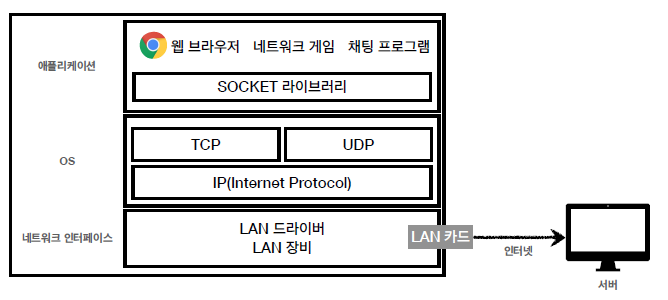 애플리케이션
웹 브라우저 네트워크 게임 채팅 프로그램
SOCKET 라이브러리
OS
TCP UDP
IP(Internet Protocol)
네트워크 인터페이스
LAN 드라이버
LAN 장비
LAN 카드
인터넷
서버